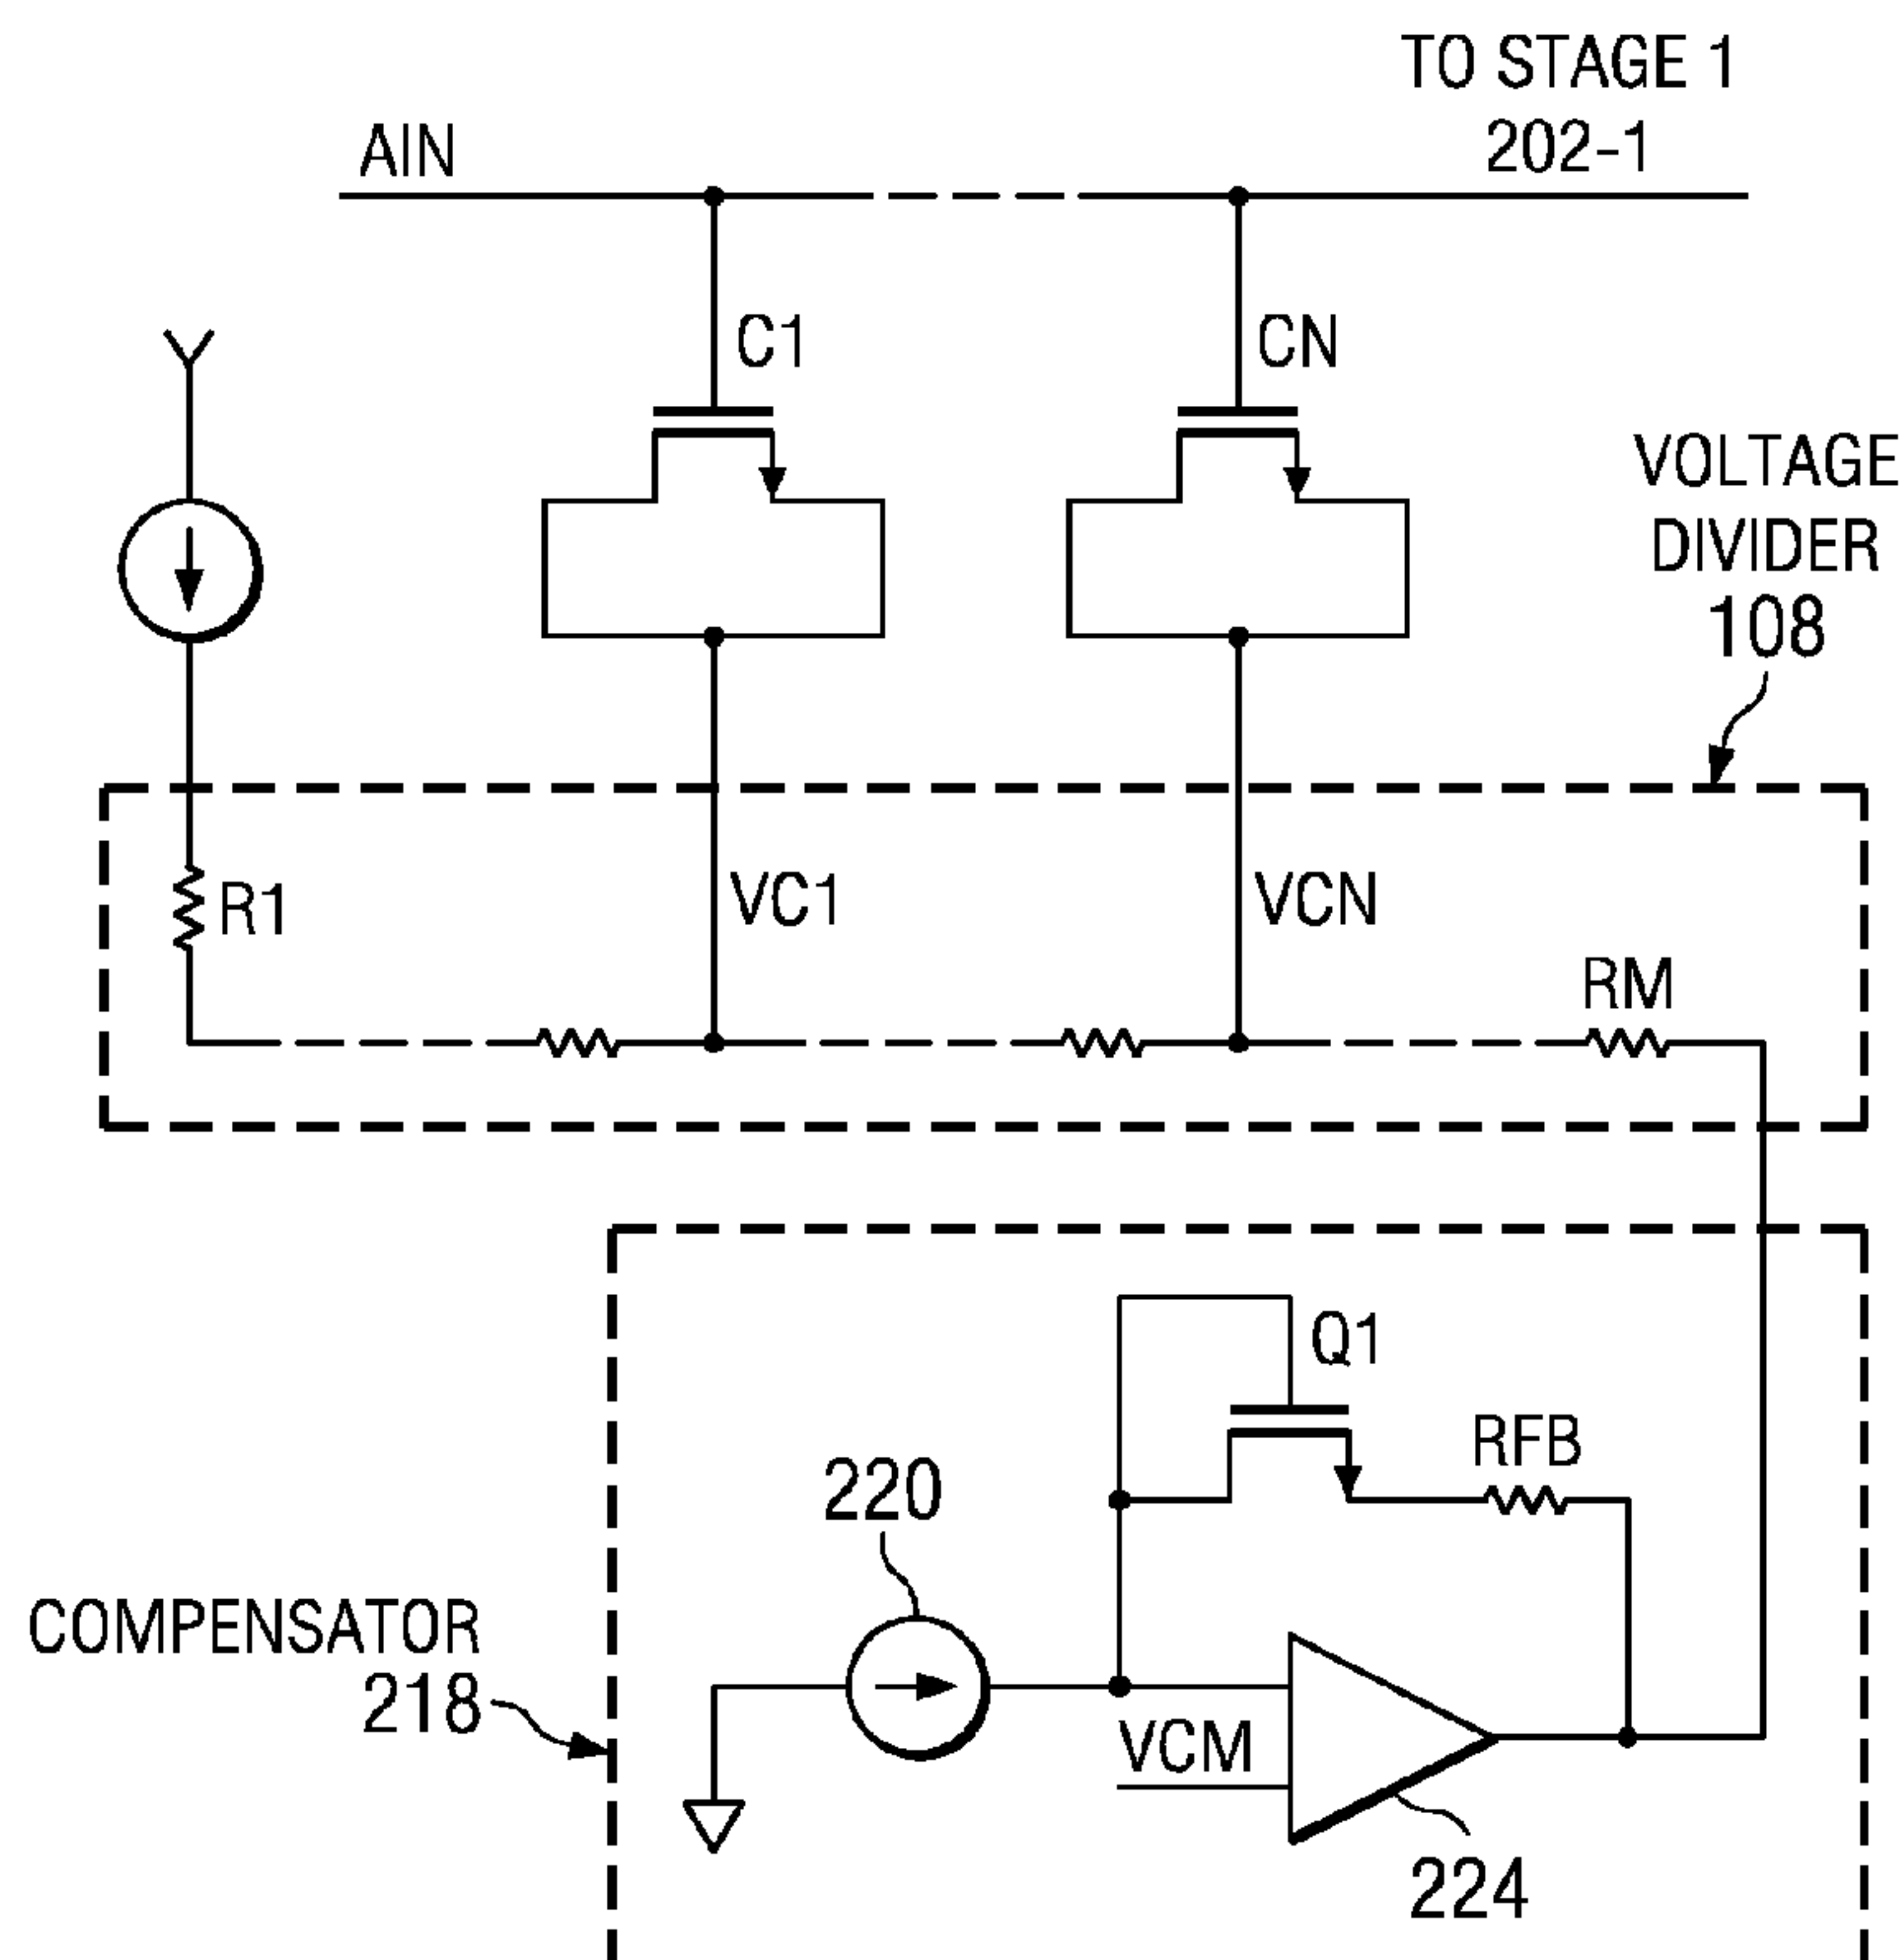 TO STAGE 1
202-1
AIN
C1
CN
VOLTAGE
DIVIDER
108
R1
VC1
VCN
RM
Q1
RFB
220
COMPENSATOR
218
VCM
224